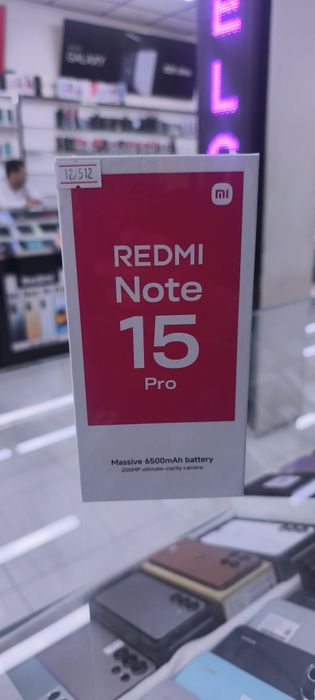 GALAXY
E
L
12/512
mi
REDMI
Note
15
Pro
Massive 6500mAh battery
200MP ultimate-clarity camera